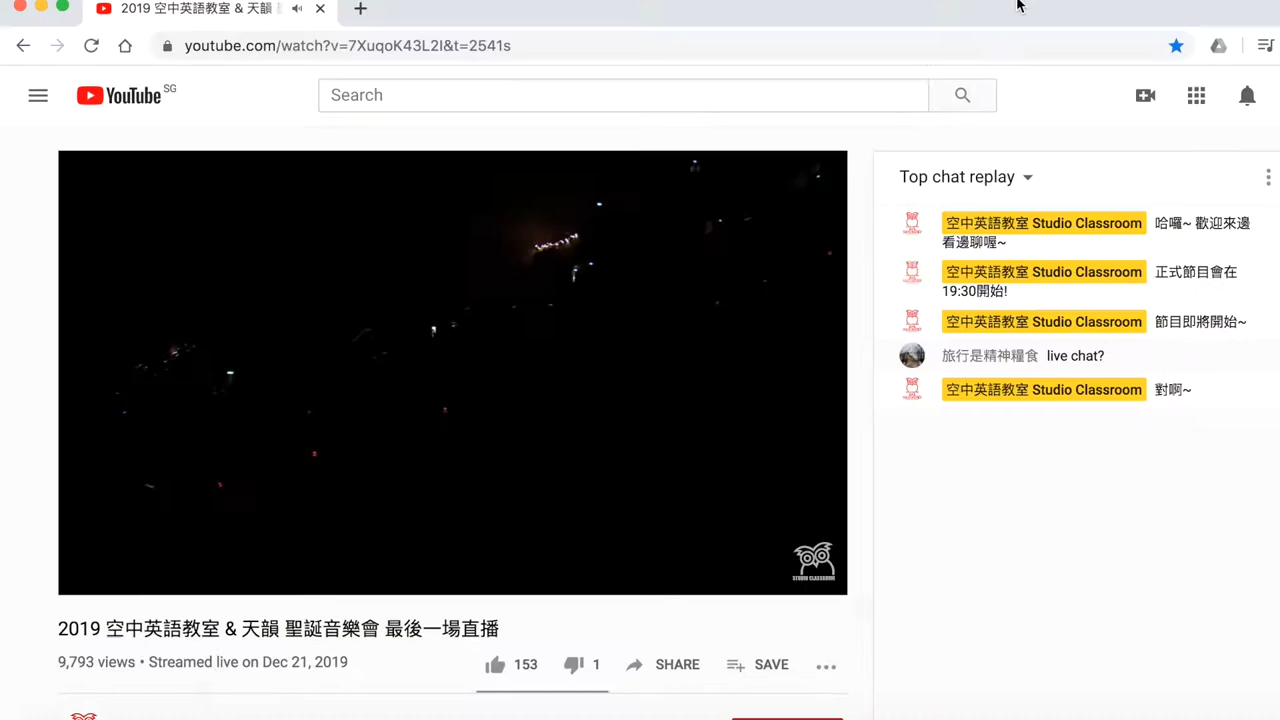 2019 空中英語教室 & 天韻
youtube.com/watch?v=7XuqoK43L2I&t=2541s
YouTube SG
Search
Top chat replay
空中英語教室 Studio Classroom 哈囉~ 歡迎來邊
看邊聊喔~
空中英語教室 Studio Classroom 正式節目會在
19:30開始!
空中英語教室 Studio Classroom 節目即將開始~
旅行是精神糧食 live chat?
空中英語教室 Studio Classroom 對啊~
STUDIO CLASSROOM
2019 空中英語教室 & 天韻 聖誕音樂會 最後一場直播
9,793 views • Streamed live on Dec 21, 2019
153
1
SHARE
SAVE